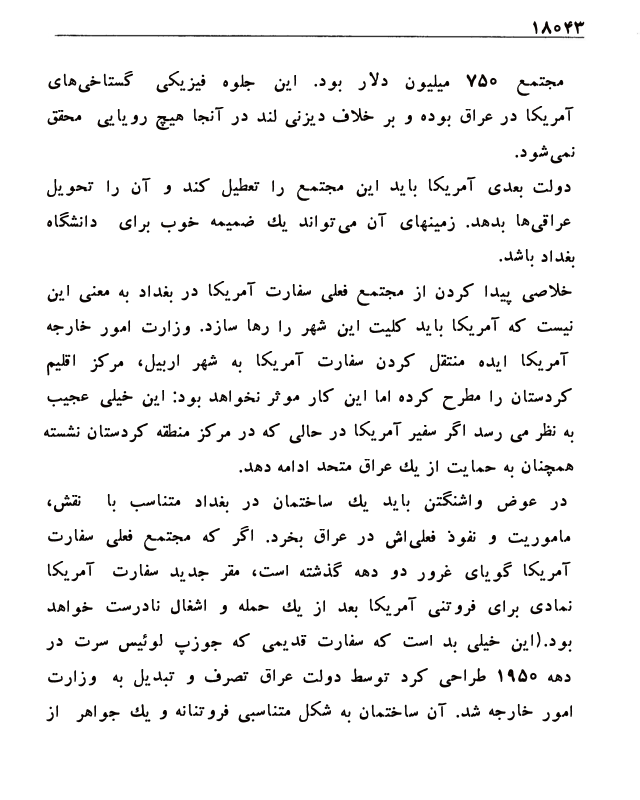 ۱۸۰۴۳
مجتمع ۷۵۰ میلیون دلار بود. این جلوه فیزیکی گستاخی‌های
آمریکا در عراق بوده و بر خلاف دیزنی لند در آنجا هیچ رویایی محقق
نمی‌شود.
دولت بعدی آمریکا باید این مجتمع را تعطیل کند و آن را تحویل
عراقی‌ها بدهد. زمینهای آن می‌تواند یك ضمیمه خوب برای دانشگاه
بغداد باشد.
خلاصی پیدا کردن از مجتمع فعلی سفارت آمریکا در بغداد به معنی این
نیست که آمریکا باید کلیت این شهر را رها سازد. وزارت امور خارجه
آمریکا ایده منتقل کردن سفارت آمریکا به شهر اربیل، مرکز اقلیم
کردستان را مطرح کرده اما این کار موثر نخواهد بود: این خیلی عجیب
به نظر می رسد اگر سفیر آمریکا در حالی که در مرکز منطقه کردستان نشسته
همچنان به حمایت از یك عراق متحد ادامه دهد.
در عوض واشنگتن باید یك ساختمان در بغداد متناسب با نقش،
ماموریت و نفوذ فعلی‌اش در عراق بخرد. اگر که مجتمع فعلی سفارت
آمریکا گویای غرور دو دهه گذشته است، مقر جدید سفارت آمریکا
نمادی برای فروتنی آمریکا بعد از یك حمله و اشغال نادرست خواهد
بود.(این خیلی بد است که سفارت قدیمی که جوزپ لوئیس سرت در
دهه ۱۹۵۰ طراحی کرد توسط دولت عراق تصرف و تبدیل به وزارت
امور خارجه شد. آن ساختمان به شکل متناسبی فروتنانه و یك جواهر از